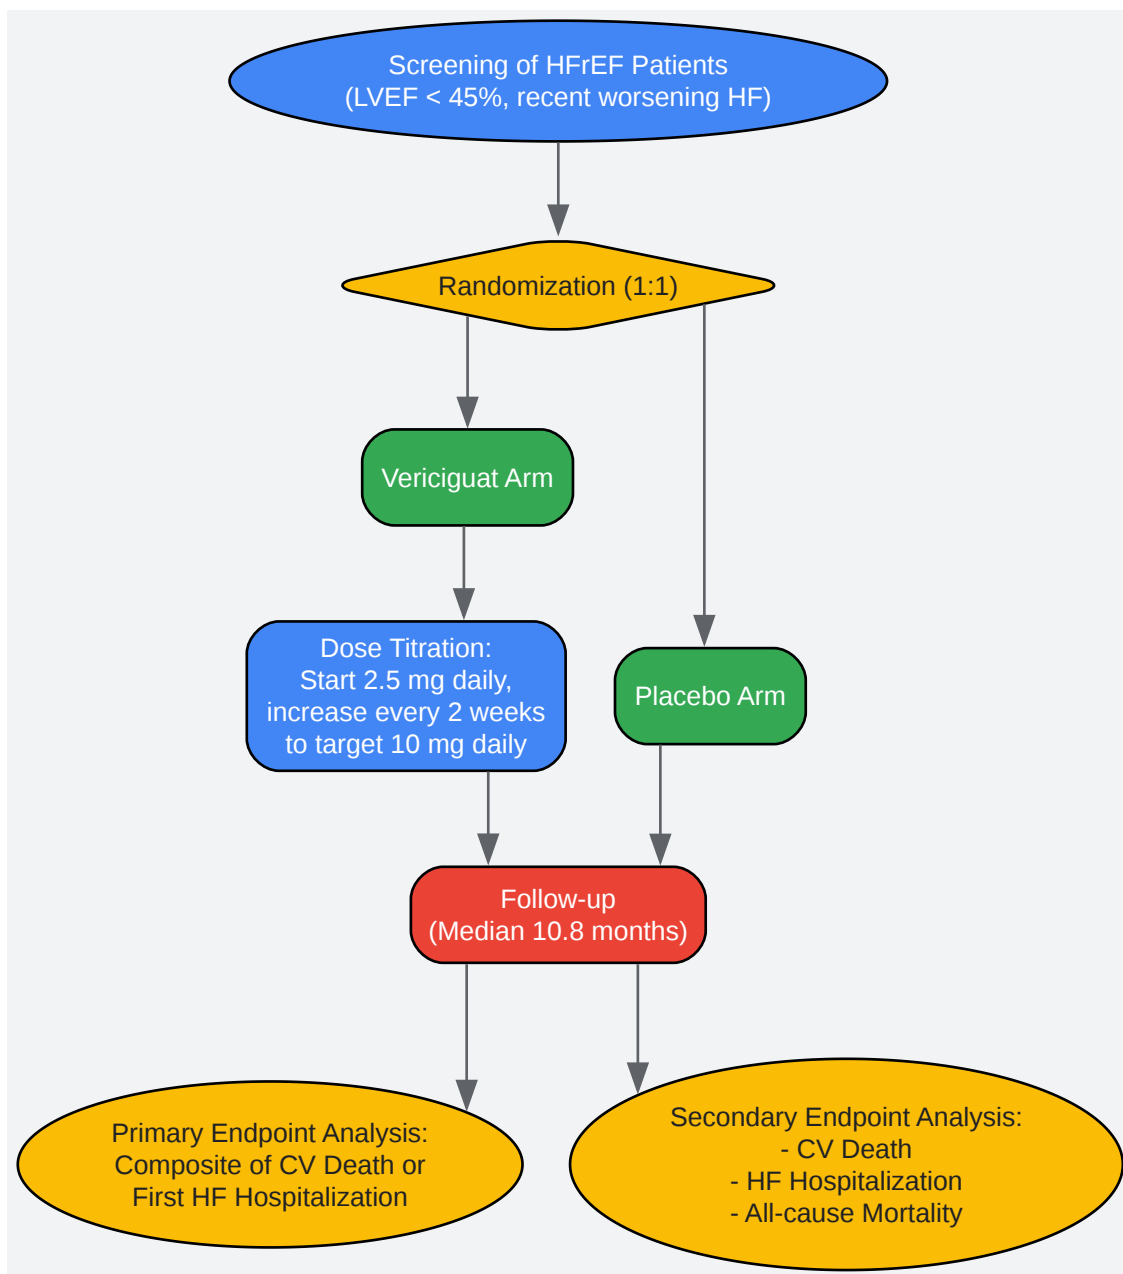 Screening of HFrEF Patients
(LVEF < 45%, recent worsening HF)
Randomization (1:1)
Vericiguat Arm
Dose Titration:
Start 2.5 mg daily,
increase every 2 weeks
to target 10 mg daily
Placebo Arm
Follow-up
(Median 10.8 months)
Primary Endpoint Analysis:
Composite of CV Death or
First HF Hospitalization
Secondary Endpoint Analysis:
- CV Death
- HF Hospitalization
- All-cause Mortality